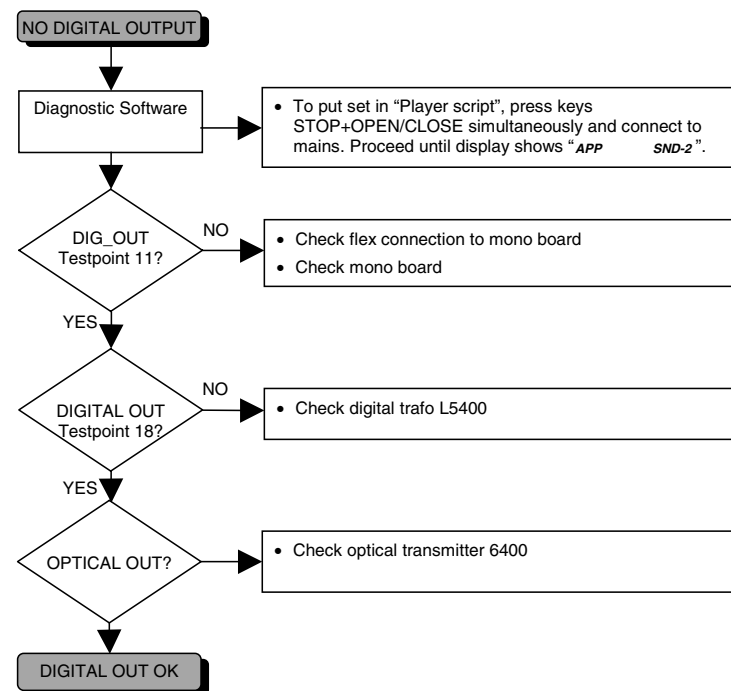 NO DIGITAL OUTPUT
Diagnostic Software
• To put set in “Player script”, press keys
STOP+OPEN/CLOSE simultaneously and connect to
mains. Proceed until display shows “APP SND-2”.
DIG_OUT
Testpoint 11?
NO
• Check flex connection to mono board
• Check mono board
YES
DIGITAL OUT
Testpoint 18?
NO
• Check digital trafo L5400
YES
OPTICAL OUT?
• Check optical transmitter 6400
DIGITAL OUT OK